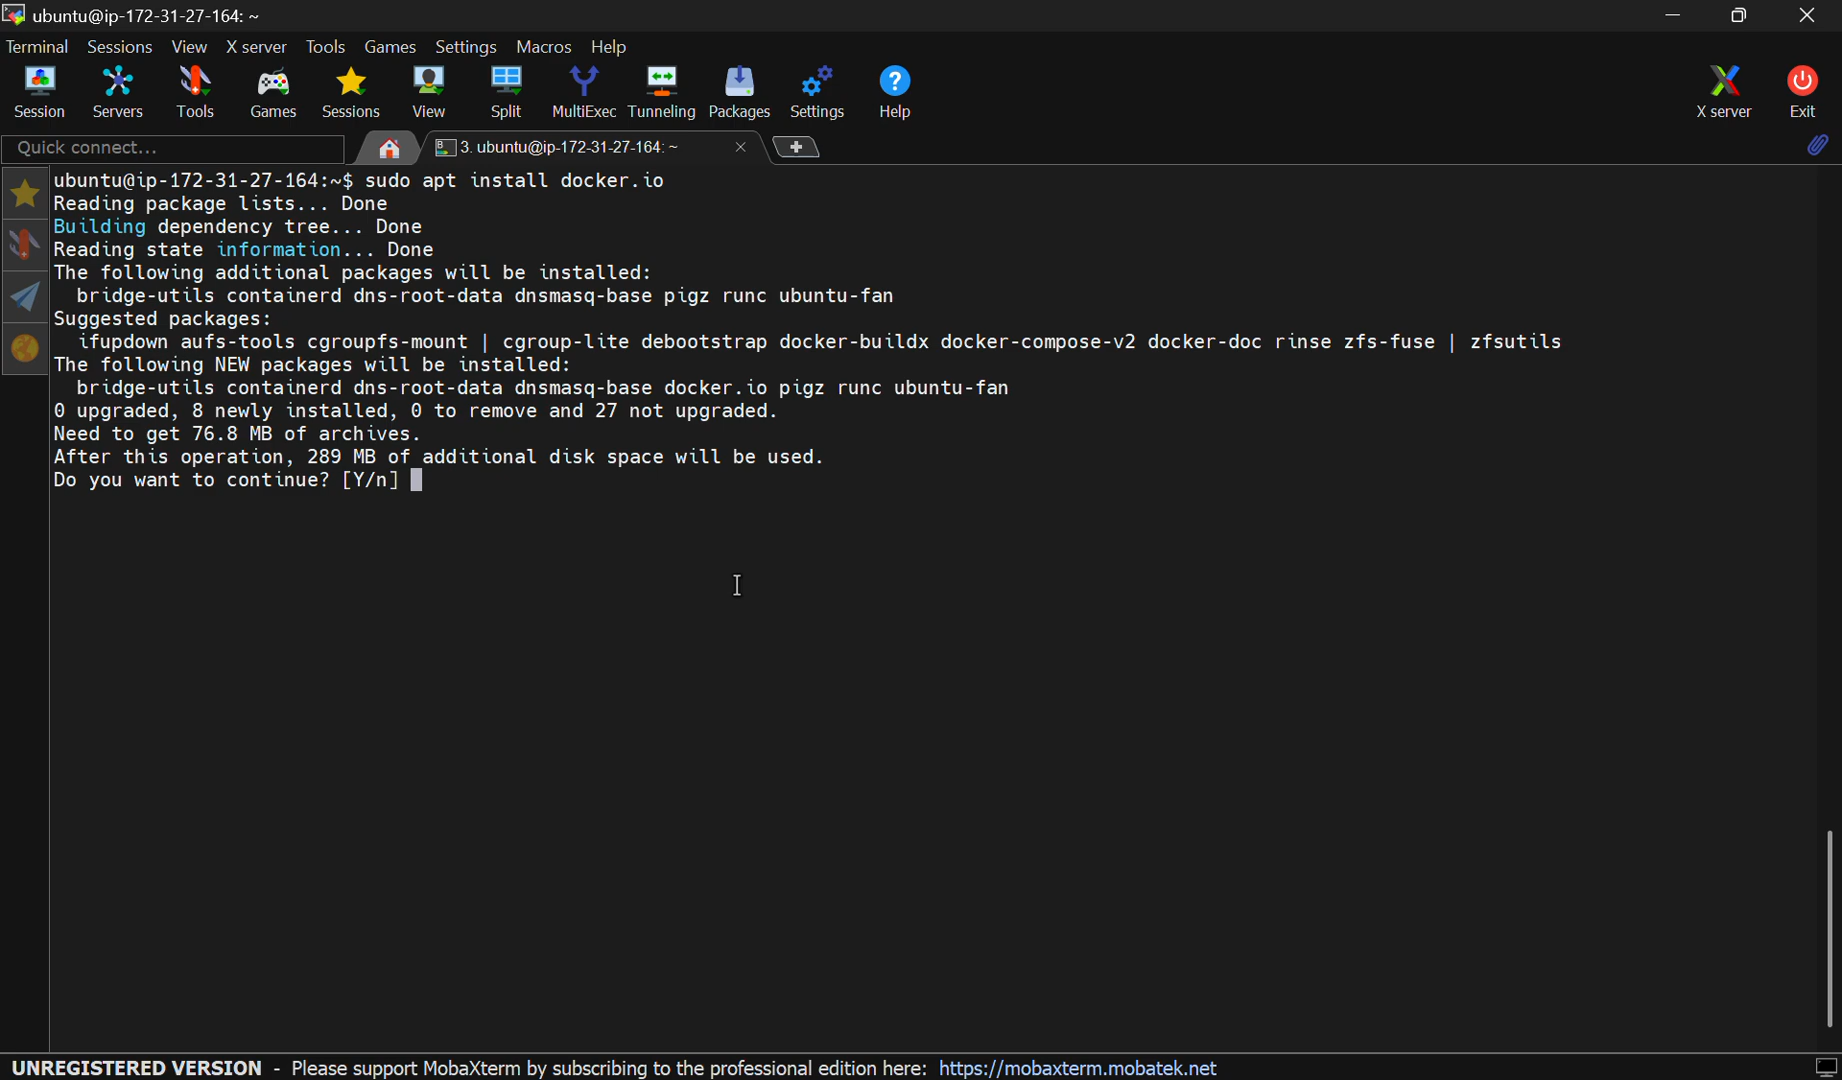 ubuntu@ip-172-31-27-164: ~
Terminal Sessions View X server Tools Games Settings Macros Help
Session Servers Tools Games Sessions View Split MultiExec Tunneling Packages Settings Help X server Exit
Quick connect... 3. ubuntu@ip-172-31-27-164: ~
ubuntu@ip-172-31-27-164:~$ sudo apt install docker.io
Reading package lists... Done
Building dependency tree... Done
Reading state information... Done
The following additional packages will be installed:
  bridge-utils containerd dns-root-data dnsmasq-base pigz runc ubuntu-fan
Suggested packages:
  ifupdown aufs-tools cgroupfs-mount | cgroup-lite debootstrap docker-buildx docker-compose-v2 docker-doc rinse zfs-fuse | zfsutils
The following NEW packages will be installed:
  bridge-utils containerd dns-root-data dnsmasq-base docker.io pigz runc ubuntu-fan
0 upgraded, 8 newly installed, 0 to remove and 27 not upgraded.
Need to get 76.8 MB of archives.
After this operation, 289 MB of additional disk space will be used.
Do you want to continue? [Y/n]
UNREGISTERED VERSION - Please support MobaXterm by subscribing to the professional edition here: https://mobaxterm.mobatek.net